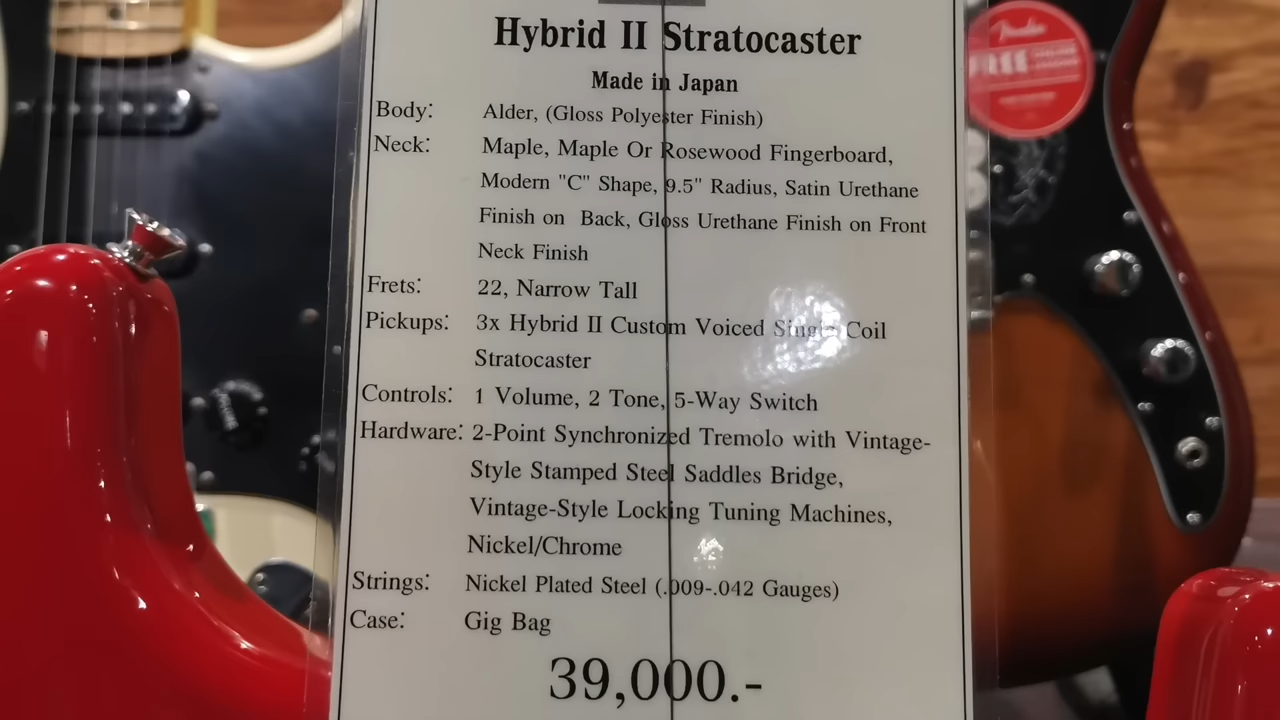 Hybrid II Stratocaster
Made in Japan
Body: Alder, (Gloss Polyester Finish)
Neck: Maple, Maple Or Rosewood Fingerboard,
Modern "C" Shape, 9.5" Radius, Satin Urethane
Finish on Back, Gloss Urethane Finish on Front
Neck Finish
Frets: 22, Narrow Tall
Pickups: 3x Hybrid II Custom Voiced Single Coil
Stratocaster
Controls: 1 Volume, 2 Tone, 5-Way Switch
Hardware: 2-Point Synchronized Tremolo with Vintage-
Style Stamped Steel Saddles Bridge,
Vintage-Style Locking Tuning Machines,
Nickel/Chrome
Strings: Nickel Plated Steel (.009-.042 Gauges)
Case: Gig Bag
39,000.-
Fender
FREE
VOLUME